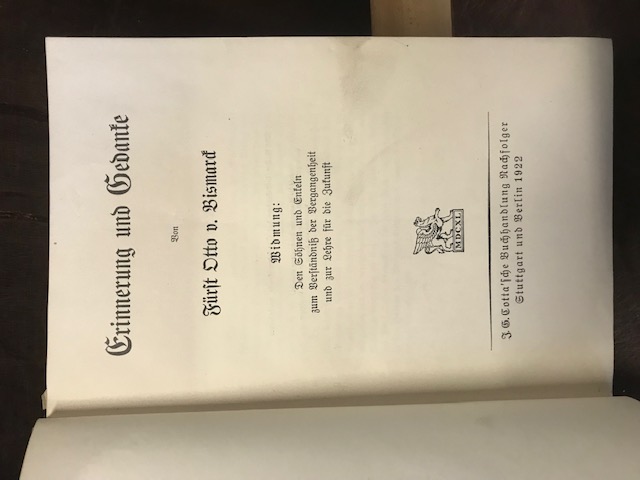 Erinnerung und Gedanke
Von
Fürst Otto v. Bismarck
Widmung:
Den Söhnen und Enkeln
zum Verständniß der Vergangenheit
und zur Lehre für die Zukunft
MDCXL
J. G. Cotta'sche Buchhandlung Nachfolger
Stuttgart und Berlin 1922